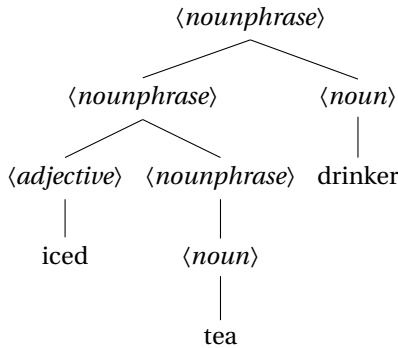 ⟨nounphrase⟩
⟨nounphrase⟩ ⟨noun⟩
⟨adjective⟩ ⟨nounphrase⟩ drinker
iced ⟨noun⟩
tea